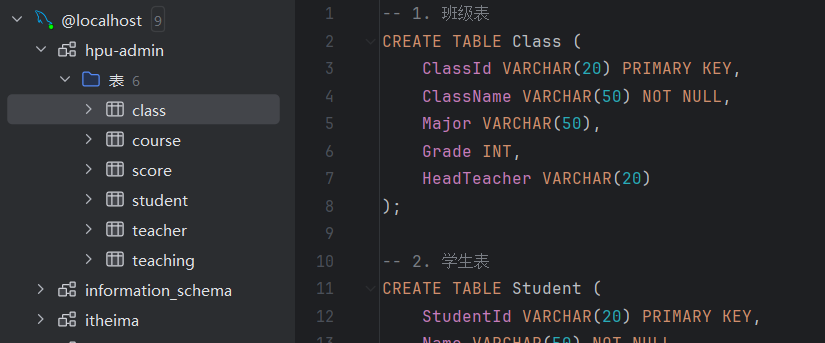 @localhost 9
hpu-admin
表 6
class
course
score
student
teacher
teaching
information_schema
itheima
1 -- 1. 班级表
2 CREATE TABLE Class (
3 ClassId VARCHAR(20) PRIMARY KEY,
4 ClassName VARCHAR(50) NOT NULL,
5 Major VARCHAR(50),
6 Grade INT,
7 HeadTeacher VARCHAR(20)
8 );
9
10 -- 2. 学生表
11 CREATE TABLE Student (
12 StudentId VARCHAR(20) PRIMARY KEY,
13 Name VARCHAR(50) NOT NULL